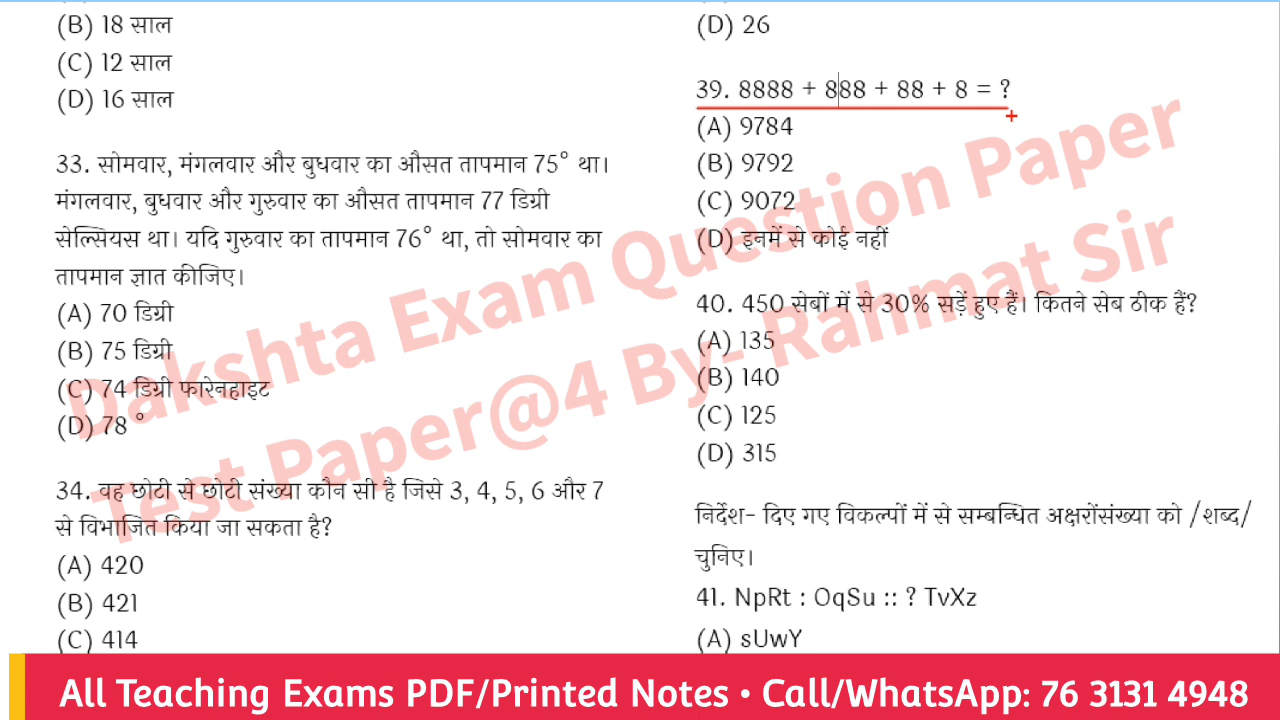 (B) 18 साल
(C) 12 साल
(D) 16 साल
33. सोमवार, मंगलवार और बुधवार का औसत तापमान 75° था।
मंगलवार, बुधवार और गुरुवार का औसत तापमान 77 डिग्री
सेल्सियस था। यदि गुरुवार का तापमान 76° था, तो सोमवार का
तापमान ज्ञात कीजिए।
(A) 70 डिग्री
(B) 75 डिग्री
(C) 74 डिग्री फारेनहाइट
(D) 78 °
34. वह छोटी से छोटी संख्या कौन सी है जिसे 3, 4, 5, 6 और 7
से विभाजित किया जा सकता है?
(A) 420
(B) 421
(C) 414
(D) 26
39. 8888 + 888 + 88 + 8 = ?
(A) 9784
(B) 9792
(C) 9072
(D) इनमें से कोई नहीं
40. 450 सेबों में से 30% सड़ें हुए हैं। कितने सेब ठीक हैं?
(A) 135
(B) 140
(C) 125
(D) 315
निर्देश- दिए गए विकल्पों में से सम्बन्धित अक्षरोंसंख्या को /शब्द/
चुनिए।
41. NpRt : OqSu :: ? TvXz
(A) sUwY
Dakshta Exam Question Paper
Test Paper@4 By- Rahmat Sir
All Teaching Exams PDF/Printed Notes • Call/WhatsApp: 76 3131 4948